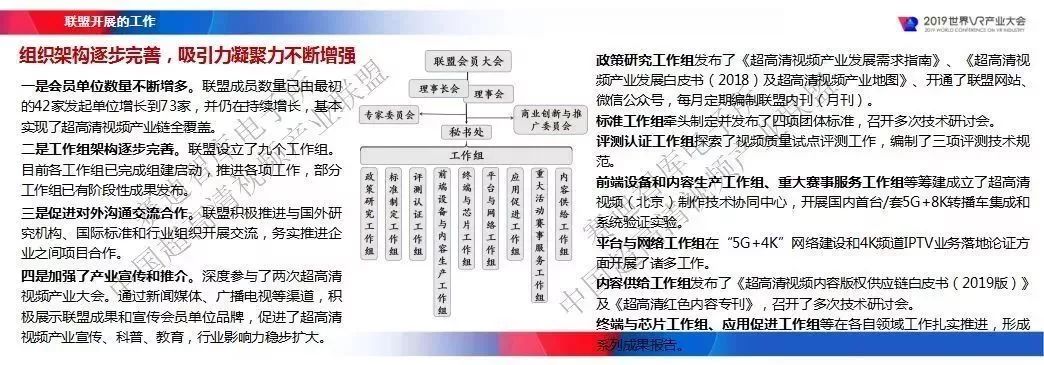 联盟开展的工作
2019世界VR产业大会
2019 WORLD CONFERENCE ON VR INDUSTRY
组织架构逐步完善，吸引力凝聚力不断增强
一是会员单位数量不断增多。联盟成员数量已由最初
的42家发起单位增长到73家，并仍在持续增长，基本
实现了超高清视频产业链全覆盖。
二是工作组架构逐步完善。联盟设立了九个工作组。
目前各工作组已完成组建启动，推进各项工作，部分
工作组已有阶段性成果发布。
三是促进对外沟通交流合作。联盟积极推进与国外研
究机构、国际标准和行业组织开展交流，务实推进企
业之间项目合作。
四是加强了产业宣传和推介。深度参与了两次超高清
视频产业大会。通过新闻媒体、广播电视等渠道，积
极展示联盟成果和宣传会员单位品牌，促进了超高清
视频产业宣传、科普、教育，行业影响力稳步扩大。
联盟会员大会
理事长会
理事会
专家委员会
商业创新与推
广委员会
秘书处
工作组
政策研究工作组
标准制定工作组
评测认证工作组
前端设备与内容生产工作组
终端与芯片工作组
平台与网络工作组
应用促进工作组
重大活动赛事服务工作组
内容供给工作组
政策研究工作组发布了《超高清视频产业发展需求指南》、《超高清视
频产业发展白皮书（2018）及超高清视频产业地图》、开通了联盟网站、
微信公众号，每月定期编制联盟内刊（月刊）。
标准工作组牵头制定并发布了四项团体标准，召开多次技术研讨会。
评测认证工作组探索了视频质量试点评测工作，编制了三项评测技术规
范。
前端设备和内容生产工作组、重大赛事服务工作组等筹建成立了超高清
视频（北京）制作技术协同中心，开展国内首台/套5G+8K转播车集成和
系统验证实验。
平台与网络工作组在“5G+4K”网络建设和4K频道IPTV业务落地论证方
面开展了诸多工作。
内容供给工作组发布了《超高清视频内容版权供应链白皮书（2019版）》
及《超高清红色内容专刊》，召开了多次技术研讨会。
终端与芯片工作组、应用促进工作组等在各自领域工作扎实推进，形成
系列成果报告。